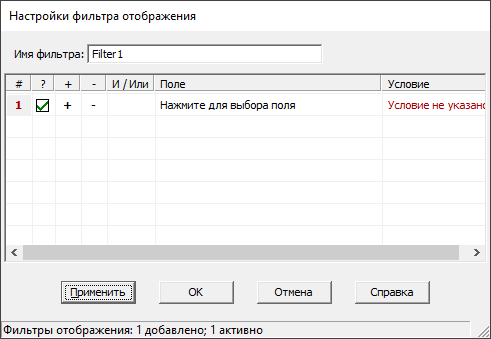 Настройки фильтра отображения
Имя фильтра: Filter1
# ? + - И / Или Поле Условие
1 + - Нажмите для выбора поля Условие не указано
Применить OK Отмена Справка
Фильтры отображения: 1 добавлено; 1 активно